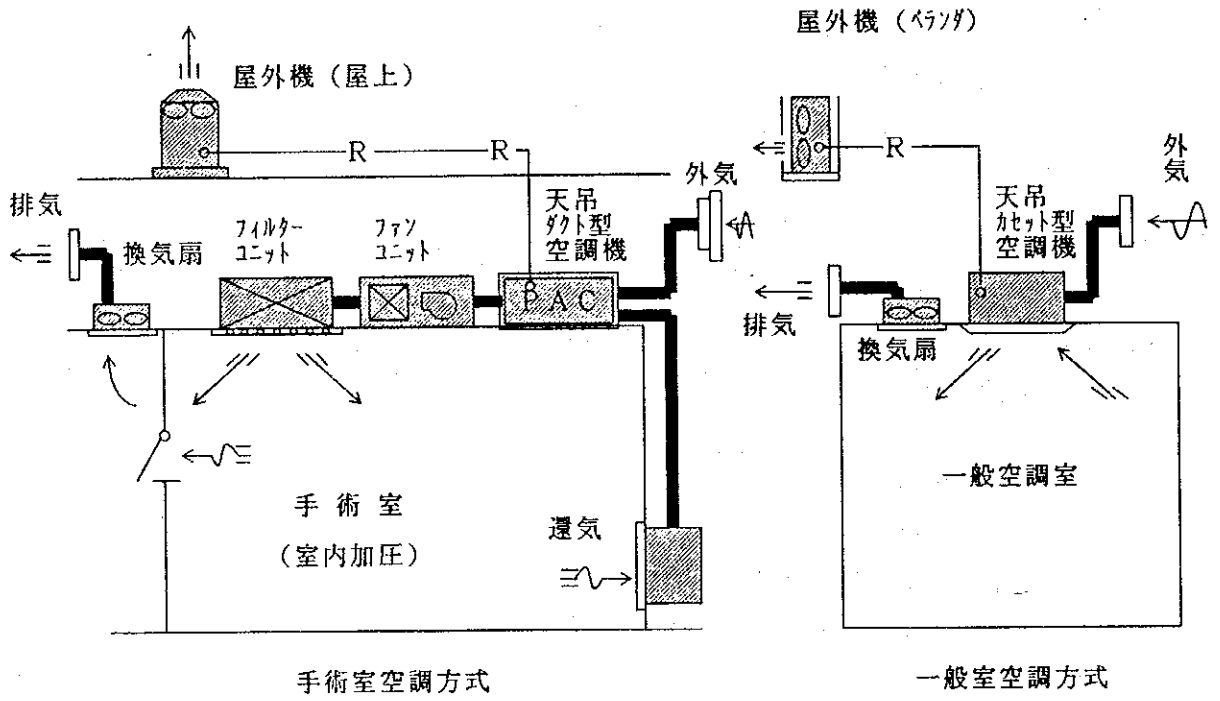 屋外機（屋上）
R
R
外気
排気
換気扇
フィルター
ユニット
ファン
ユニット
天吊
ダクト型
空調機
PAC
手術室
（室内加圧）
還気
手術室空調方式
屋外機（ベランダ）
R
外気
天吊
カセット型
空調機
排気
換気扇
一般空調室
一般室空調方式